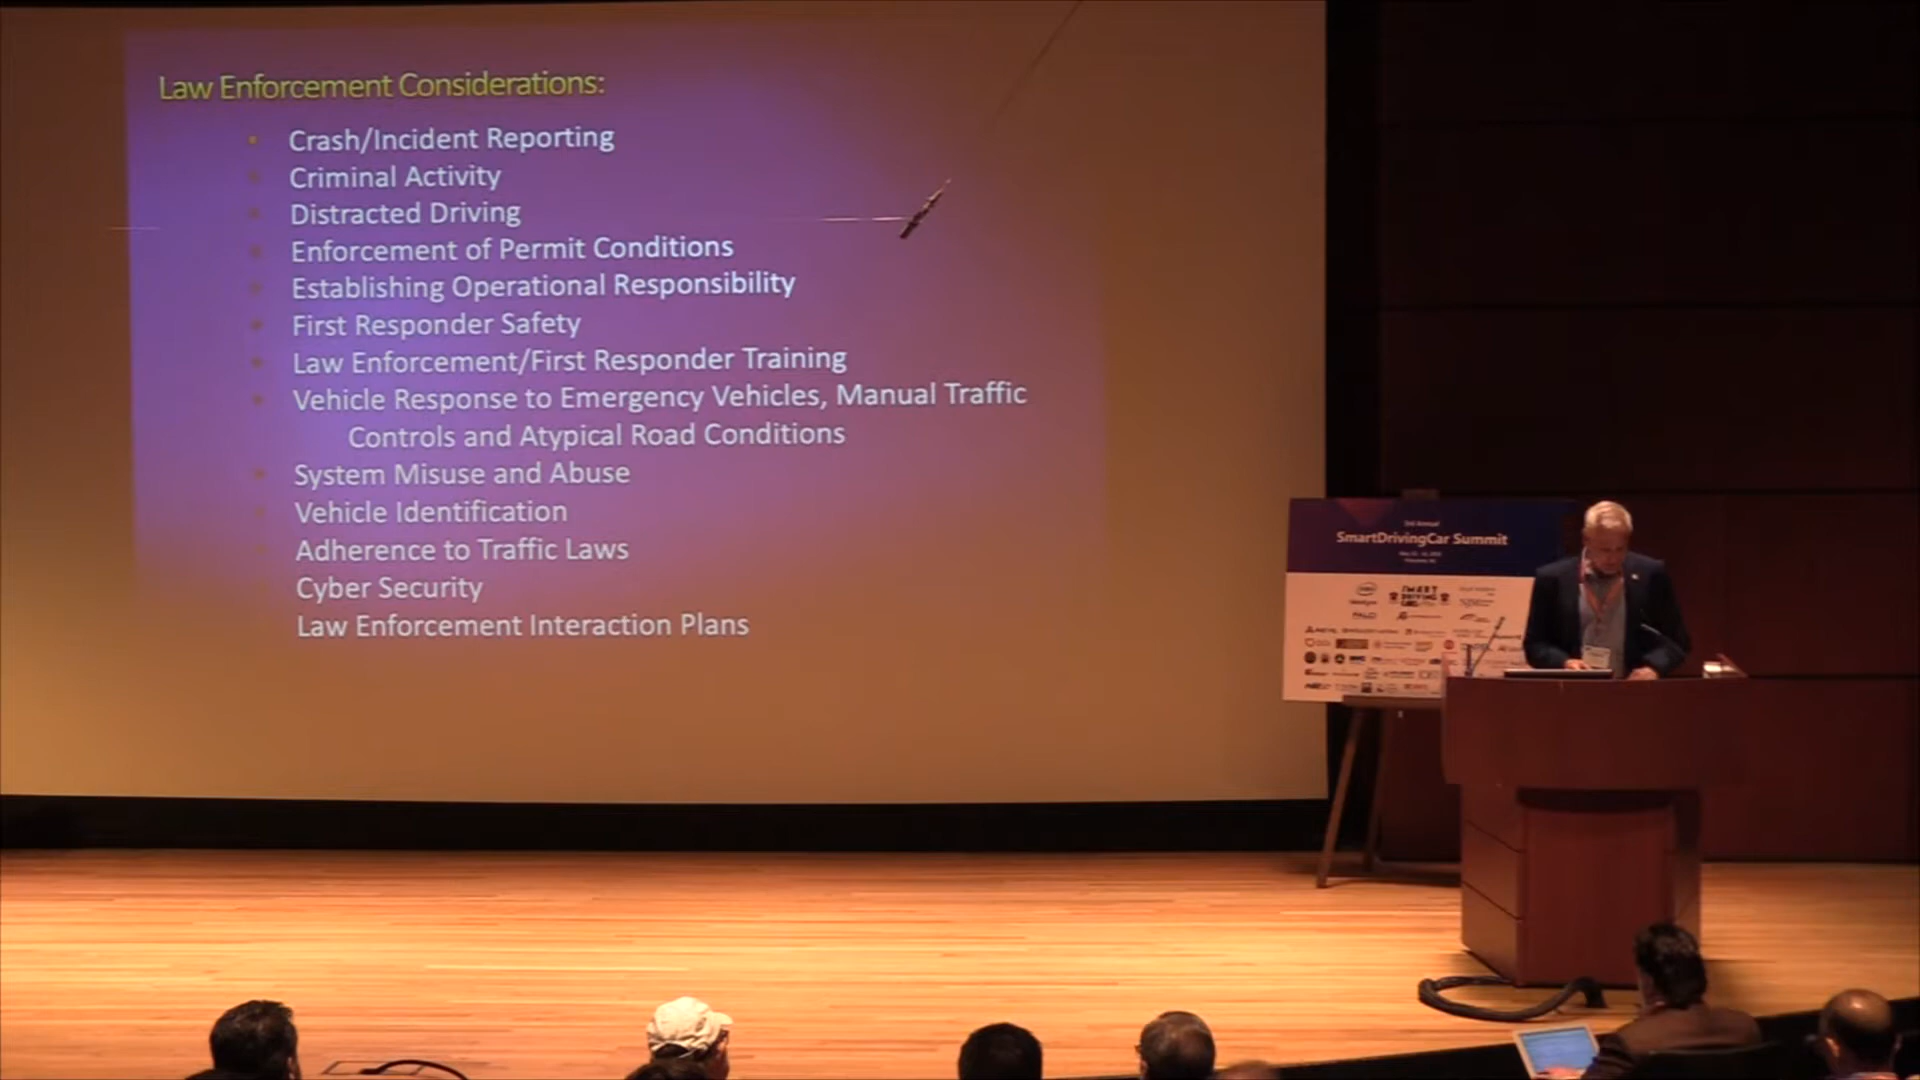 Law Enforcement Considerations:
Crash/Incident Reporting
Criminal Activity
Distracted Driving
Enforcement of Permit Conditions
Establishing Operational Responsibility
First Responder Safety
Law Enforcement/First Responder Training
Vehicle Response to Emergency Vehicles, Manual Traffic
Controls and Atypical Road Conditions
System Misuse and Abuse
Vehicle Identification
Adherence to Traffic Laws
Cyber Security
Law Enforcement Interaction Plans
3rd Annual
SmartDrivingCar Summit